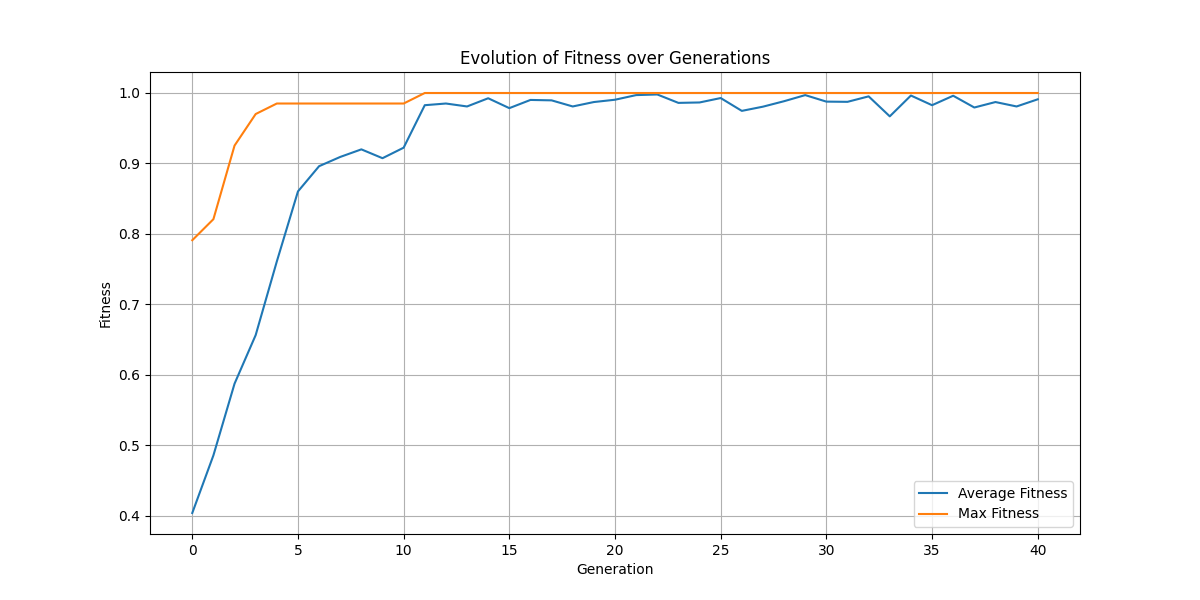 Evolution of Fitness over Generations
Fitness
1.0
0.9
0.8
0.7
0.6
0.5
0.4
0 5 10 15 20 25 30 35 40
Generation
Average Fitness
Max Fitness